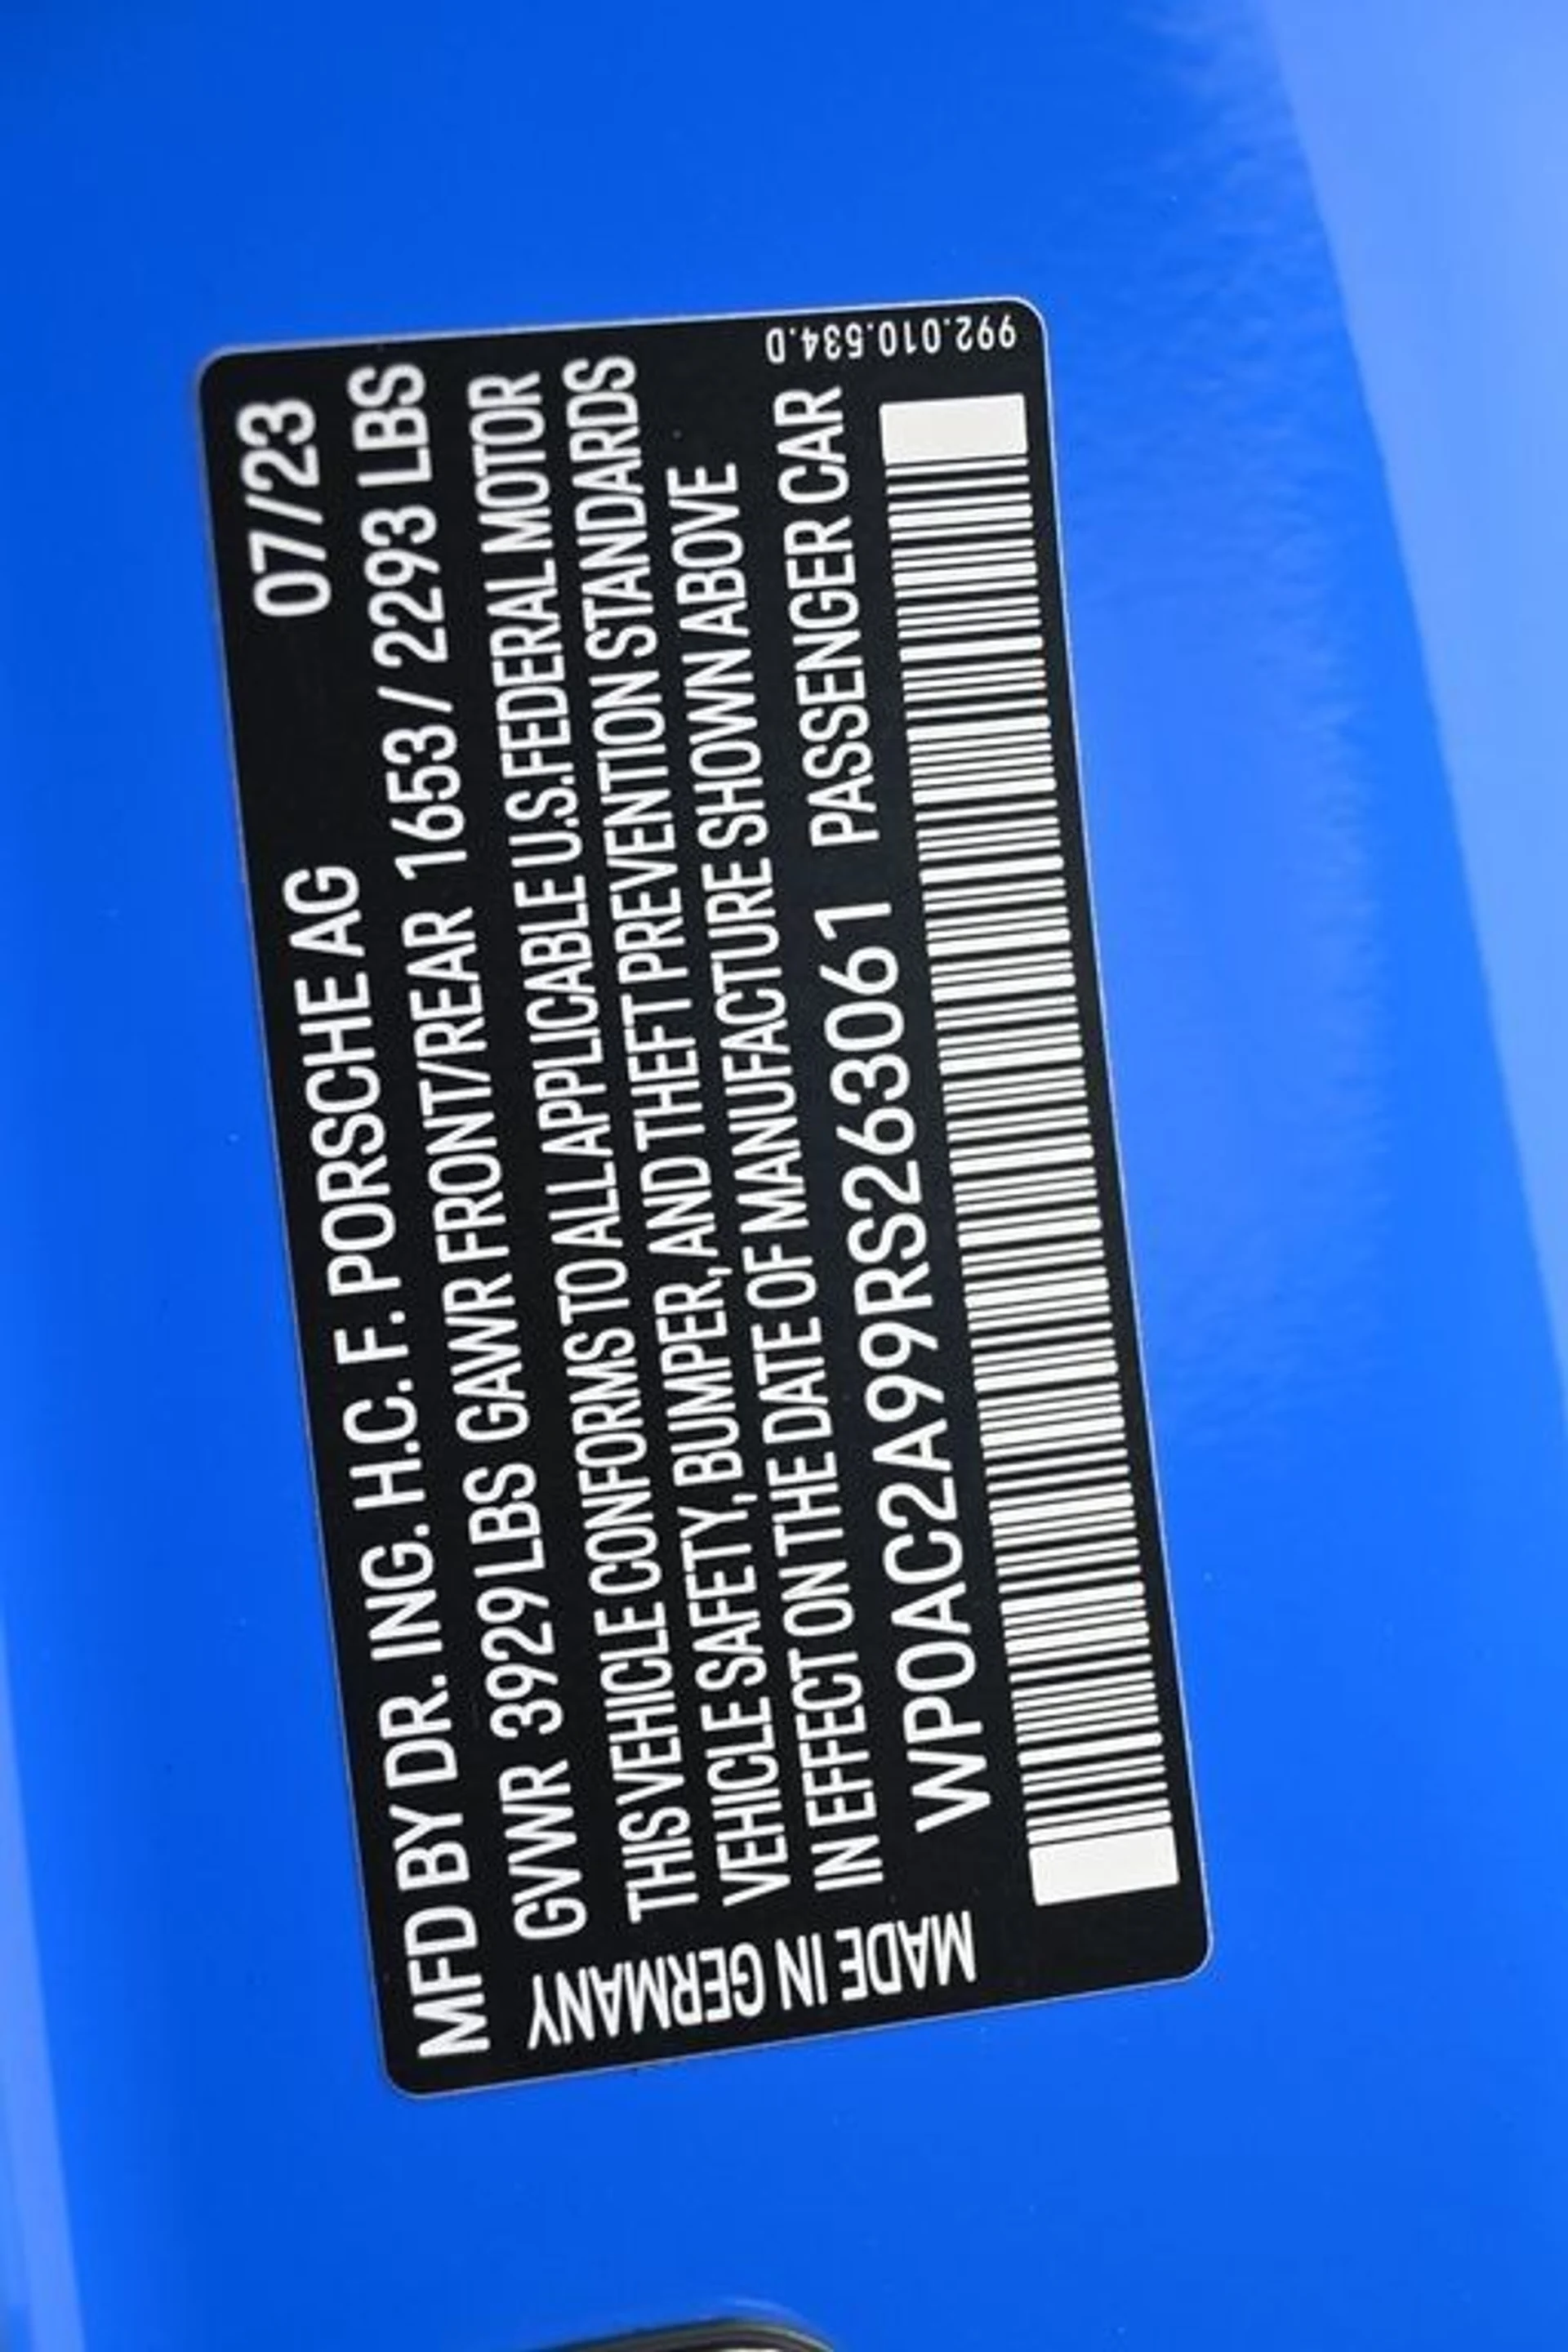 MFD BY DR. ING. H.C. F. PORSCHE AG 07/23
GVWR 3929 LBS GAWR FRONT/REAR 1653 / 2293 LBS
THIS VEHICLE CONFORMS TO ALL APPLICABLE U.S. FEDERAL MOTOR
VEHICLE SAFETY, BUMPER, AND THEFT PREVENTION STANDARDS
IN EFFECT ON THE DATE OF MANUFACTURE SHOWN ABOVE
WP0AC2A99RS263061 PASSENGER CAR
MADE IN GERMANY
992.010.534.D